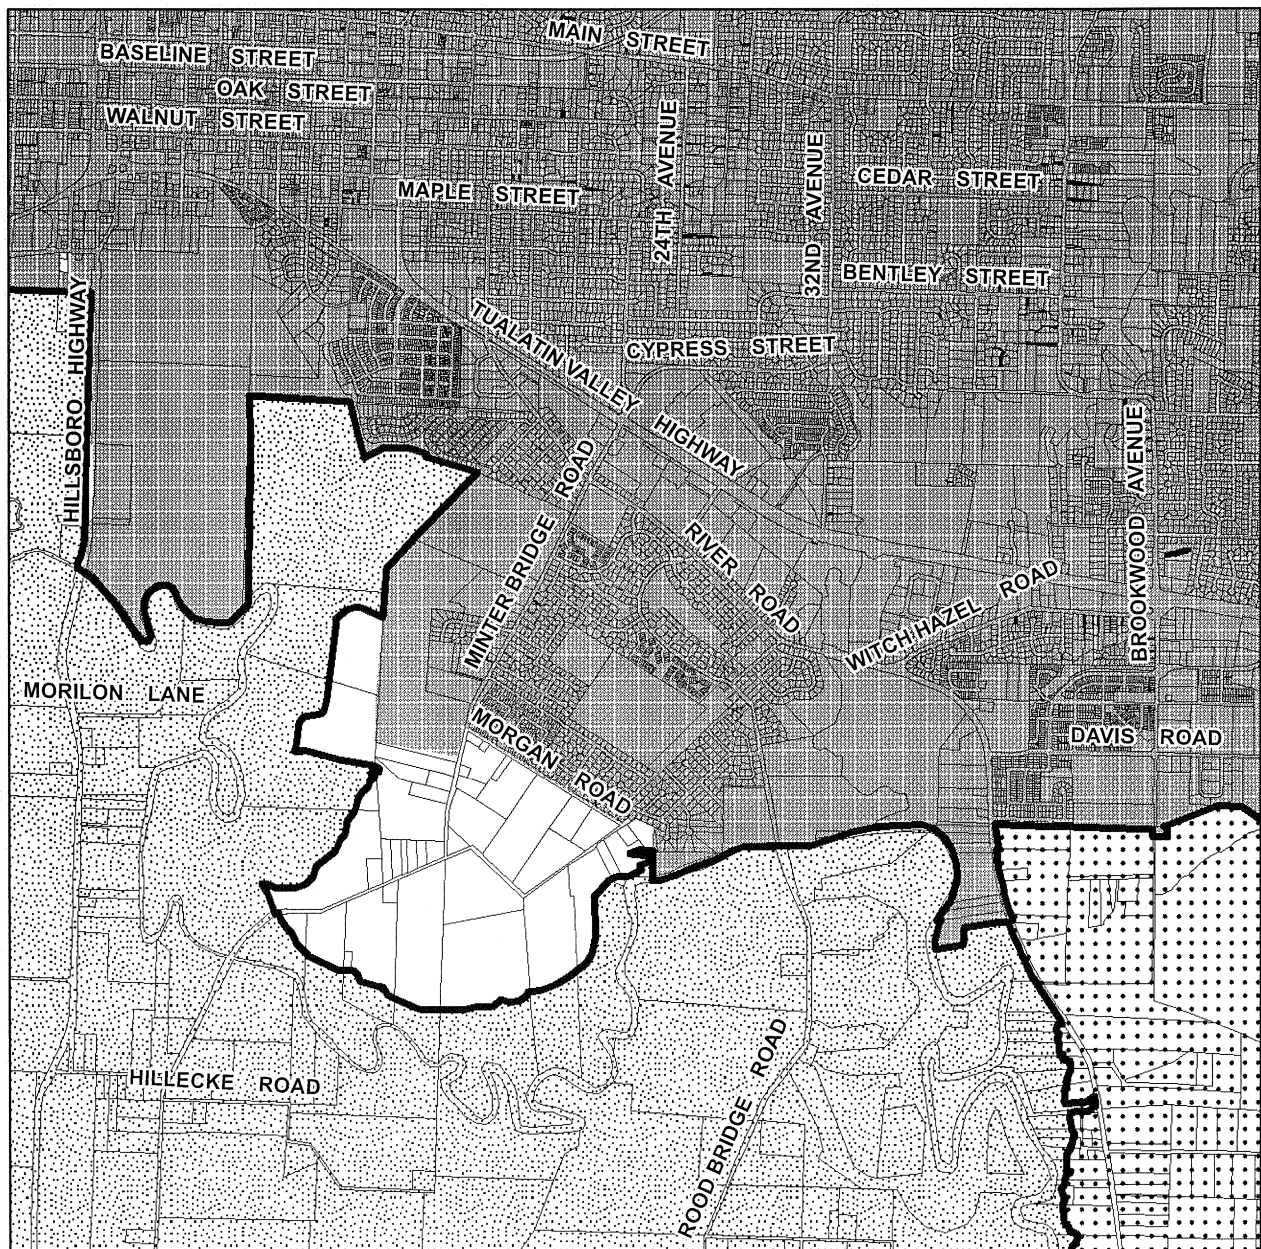 MAIN STREET
BASELINE STREET
OAK STREET
WALNUT STREET
24TH AVENUE
32ND AVENUE
CEDAR STREET
MAPLE STREET
BENTLEY STREET
HILLSBORO HIGHWAY
TUALATIN VALLEY HIGHWAY
CYPRESS STREET
BROOKWOOD AVENUE
MINTER BRIDGE ROAD
RIVER ROAD
WITCH HAZEL ROAD
MORILON LANE
MORGAN ROAD
DAVIS ROAD
HILLECKE ROAD
ROOD BRIDGE ROAD